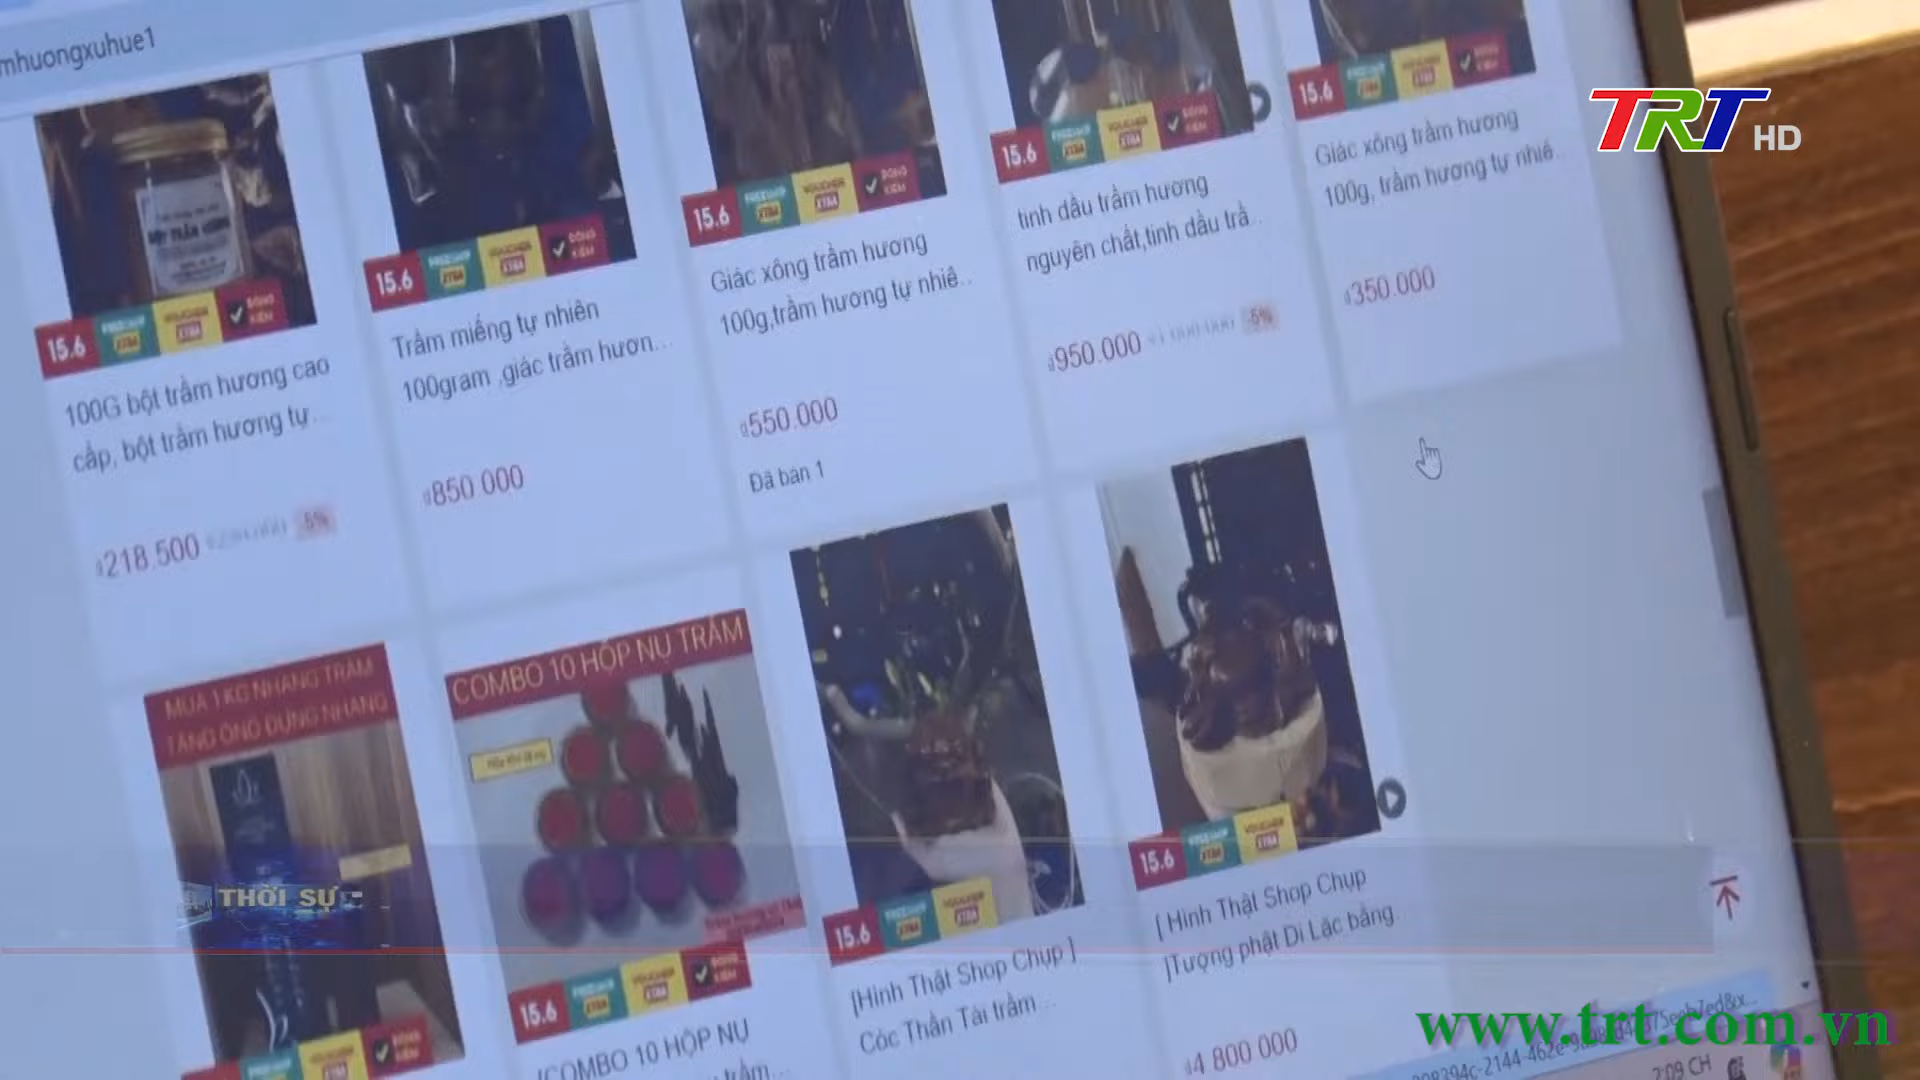 mhuongxuhue1
TRT HD
15.6
100G bột trầm hương cao
cấp, bột trầm hương tự...
₫218.500 -5%
15.6
Trầm miếng tự nhiên
100gram ,giác trầm hươn...
₫850.000
15.6
Giác xông trầm hương
100g,trầm hương tự nhiê...
₫550.000
Đã bán 1
15.6
tinh dầu trầm hương
nguyên chất,tinh dầu trầ...
₫950.000 -5%
15.6
Giác xông trầm hương
100g, trầm hương tự nhiê...
₫350.000
MUA 1 KG NHANG TRẦM
TẶNG ỐNG ĐỰNG NHANG
COMBO 10 HỘP NỤ TRẦM
15.6
[COMBO 10 HỘP NỤ
trầm...
15.6
[Hình Thật Shop Chụp ]
Cóc Thần Tài trầm...
15.6
[ Hình Thật Shop Chụp
]Tượng phật Di Lặc bằng...
₫4.800.000
THỜI SỰ
www.trt.com.vn
2:09 CH